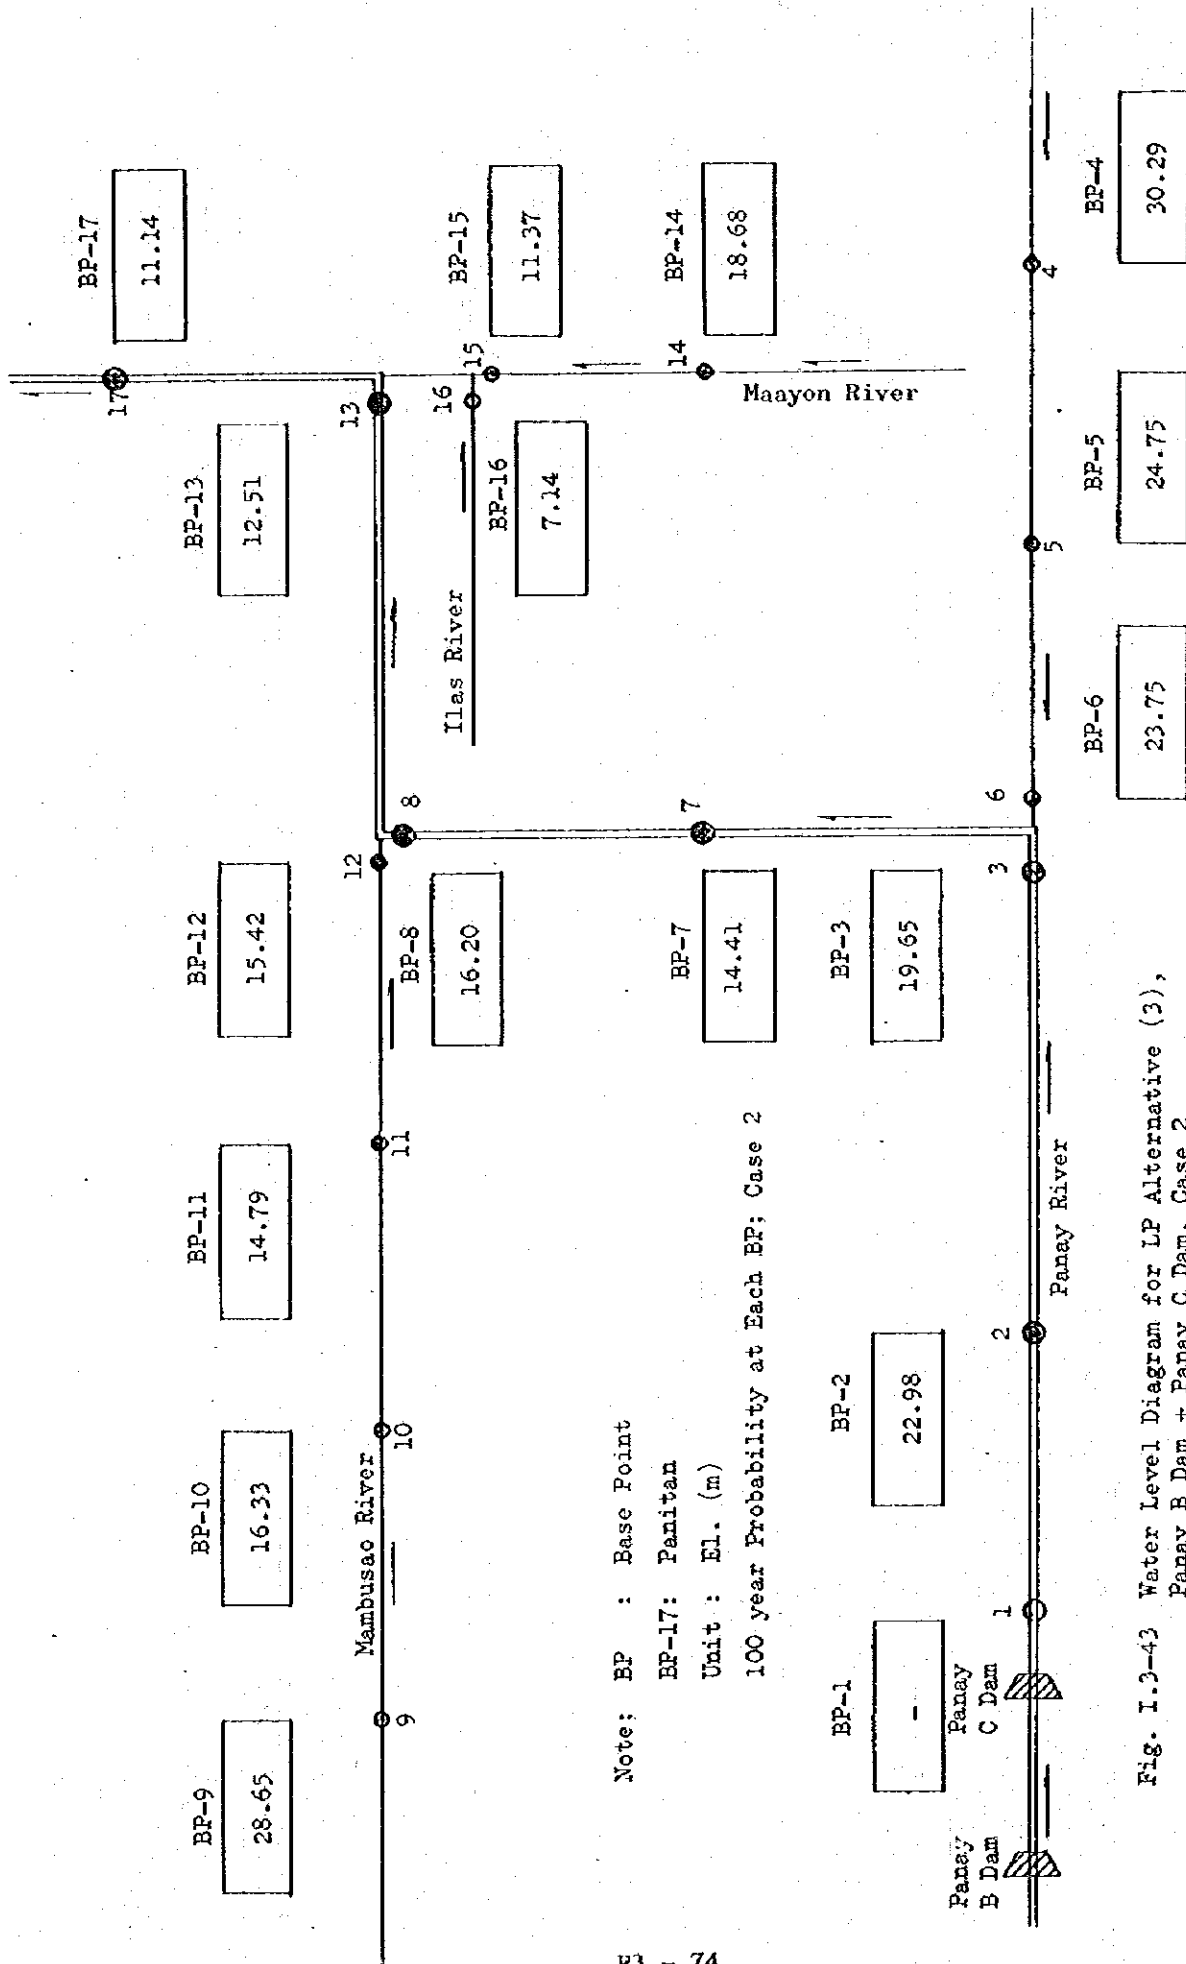 BP-9
28.65
BP-10
16.33
BP-11
14.79
BP-12
15.42
BP-13
12.51
BP-17
11.14
17
Mambusao River
9
10
11
12
8
13
BP-8
16.20
Ilas River
16
15
BP-16
7.14
BP-15
11.37
Note; BP : Base Point
BP-17: Panitan
Unit : El. (m)
100 year Probability at Each BP; Case 2
BP-7
14.41
7
14
BP-14
18.68
Maayon River
BP-1
-
BP-2
22.98
BP-3
19.65
Panay
B Dam
Panay
C Dam
1
2
3
6
5
4
Panay River
BP-6
23.75
BP-5
24.75
BP-4
30.29
Fig. I.3-43 Water Level Diagram for LP Alternative (3),
Panay B Dam + Panay C Dam, Case 2
74